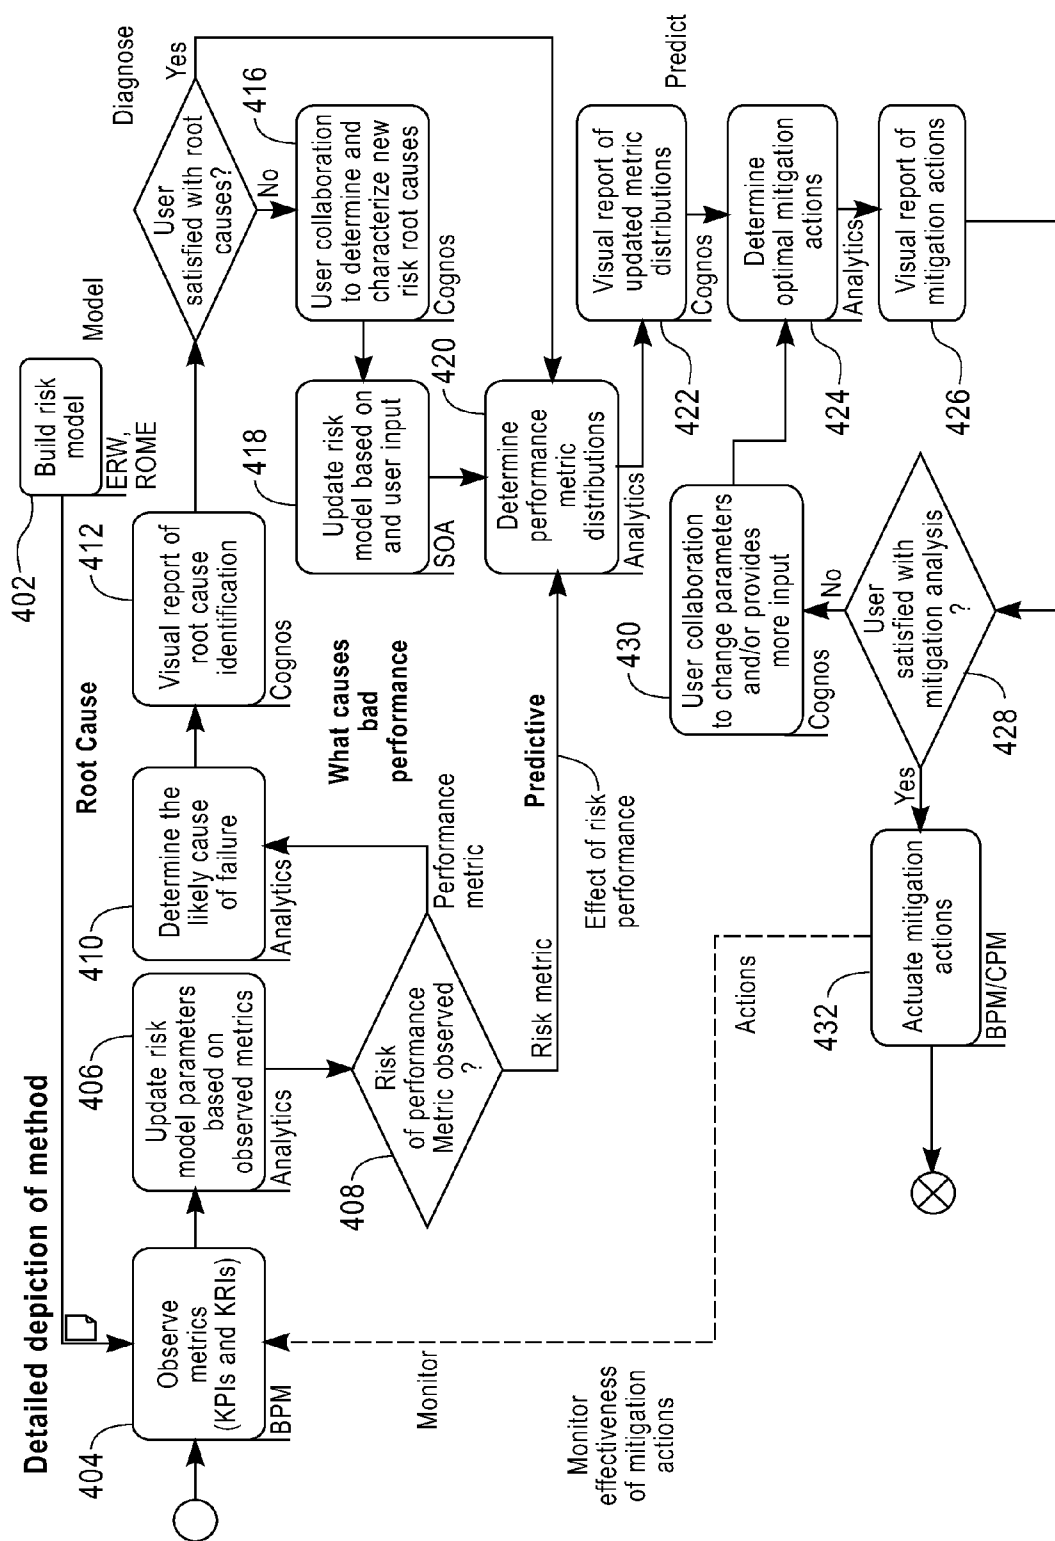 Detailed depiction of method
402
Build risk
model
ERW,
ROME
Model
Root Cause
404
Observe
metrics
(KPIs and KRIs)
BPM
406
Update risk
model parameters
based on
observed metrics
Analytics
410
Determine the
likely cause
of failure
Analytics
412
Visual report of
root cause
identification
Cognos
User
satisfied with root
causes?
Diagnose
Yes
No
416
User collaboration
to determine and
characterize new
risk root causes
Cognos
408
Risk
of performance
Metric observed
?
Performance
metric
Risk metric
What causes
bad
performance
418
Update risk
model based on
and user input
SOA
Predictive
Effect of risk
performance
420
Determine
performance
metric
distributions
Analytics
Monitor
Monitor
effectiveness
of mitigation
actions
Actions
422
Visual report of
updated metric
distributions
Cognos
Predict
430
User collaboration
to change parameters
and/or provides
more input
Cognos
424
Determine
optimal mitigation
actions
Analytics
426
Visual report of
mitigation actions
428
User
satisfied with
mitigation analysis
?
No
Yes
432
Actuate mitigation
actions
BPM/CPM